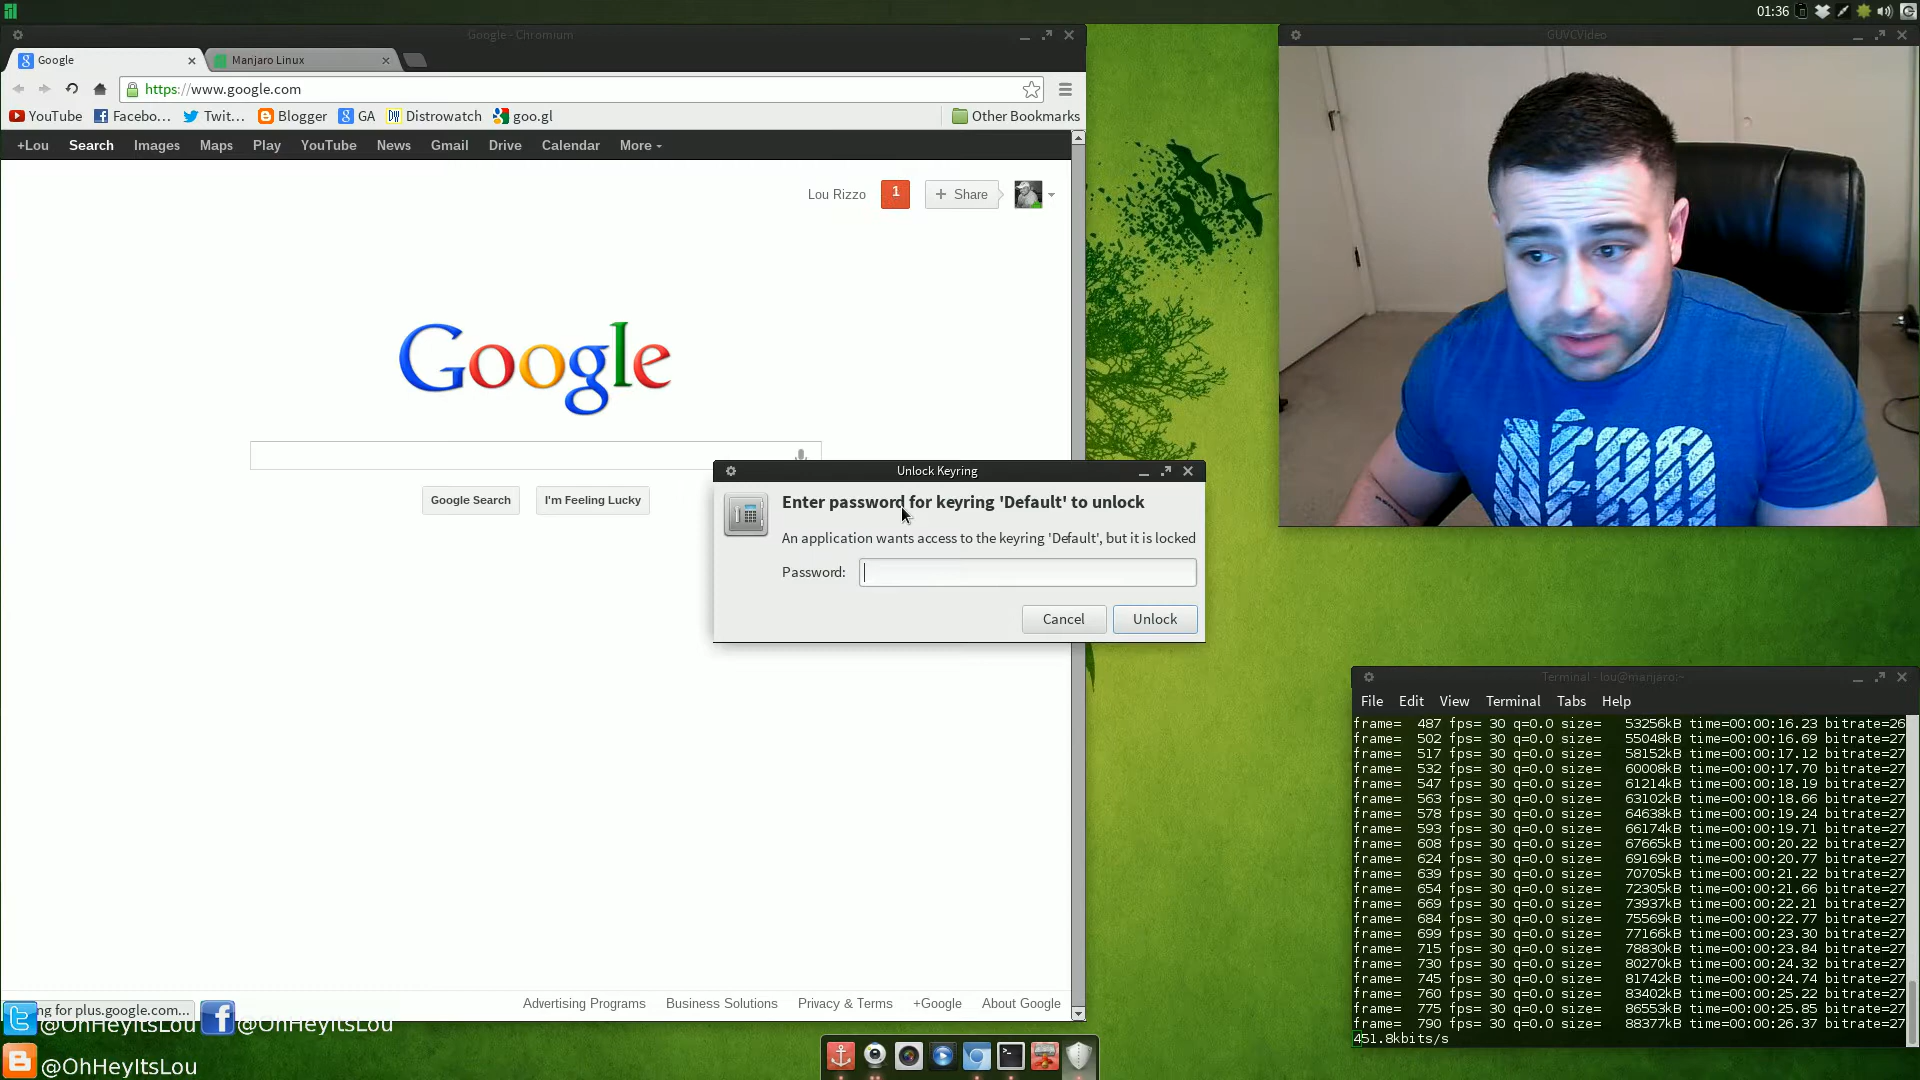 01:36
Google - Chromium
Google
Manjaro Linux
https://www.google.com
YouTube
Facebo...
Twit...
Blogger
GA
Distrowatch
goo.gl
Other Bookmarks
+Lou Search Images Maps Play YouTube News Gmail Drive Calendar More
Lou Rizzo
1
+ Share
Google
Google Search
I'm Feeling Lucky
Advertising Programs Business Solutions Privacy & Terms +Google About Google
ng for plus.google.com...
@OhHeyItsLou
@OhHeyItsLou
@OhHeyItsLou
Unlock Keyring
Enter password for keyring 'Default' to unlock
An application wants access to the keyring 'Default', but it is locked
Password:
Cancel
Unlock
GUVCVideo
Terminal - lou@manjaro:~
File Edit View Terminal Tabs Help
frame= 487 fps= 30 q=0.0 size= 53256kB time=00:00:16.23 bitrate=26
frame= 502 fps= 30 q=0.0 size= 55048kB time=00:00:16.69 bitrate=27
frame= 517 fps= 30 q=0.0 size= 58152kB time=00:00:17.12 bitrate=27
frame= 532 fps= 30 q=0.0 size= 60008kB time=00:00:17.70 bitrate=27
frame= 547 fps= 30 q=0.0 size= 61214kB time=00:00:18.19 bitrate=27
frame= 563 fps= 30 q=0.0 size= 63102kB time=00:00:18.66 bitrate=27
frame= 578 fps= 30 q=0.0 size= 64638kB time=00:00:19.24 bitrate=27
frame= 593 fps= 30 q=0.0 size= 66174kB time=00:00:19.71 bitrate=27
frame= 608 fps= 30 q=0.0 size= 67665kB time=00:00:20.22 bitrate=27
frame= 624 fps= 30 q=0.0 size= 69169kB time=00:00:20.77 bitrate=27
frame= 639 fps= 30 q=0.0 size= 70705kB time=00:00:21.22 bitrate=27
frame= 654 fps= 30 q=0.0 size= 72305kB time=00:00:21.66 bitrate=27
frame= 669 fps= 30 q=0.0 size= 73937kB time=00:00:22.21 bitrate=27
frame= 684 fps= 30 q=0.0 size= 75569kB time=00:00:22.77 bitrate=27
frame= 699 fps= 30 q=0.0 size= 77166kB time=00:00:23.30 bitrate=27
frame= 715 fps= 30 q=0.0 size= 78830kB time=00:00:23.84 bitrate=27
frame= 730 fps= 30 q=0.0 size= 80270kB time=00:00:24.32 bitrate=27
frame= 745 fps= 30 q=0.0 size= 81742kB time=00:00:24.74 bitrate=27
frame= 760 fps= 30 q=0.0 size= 83402kB time=00:00:25.22 bitrate=27
frame= 775 fps= 30 q=0.0 size= 86553kB time=00:00:25.85 bitrate=27
frame= 790 fps= 30 q=0.0 size= 88377kB time=00:00:26.37 bitrate=27
451.8kbits/s